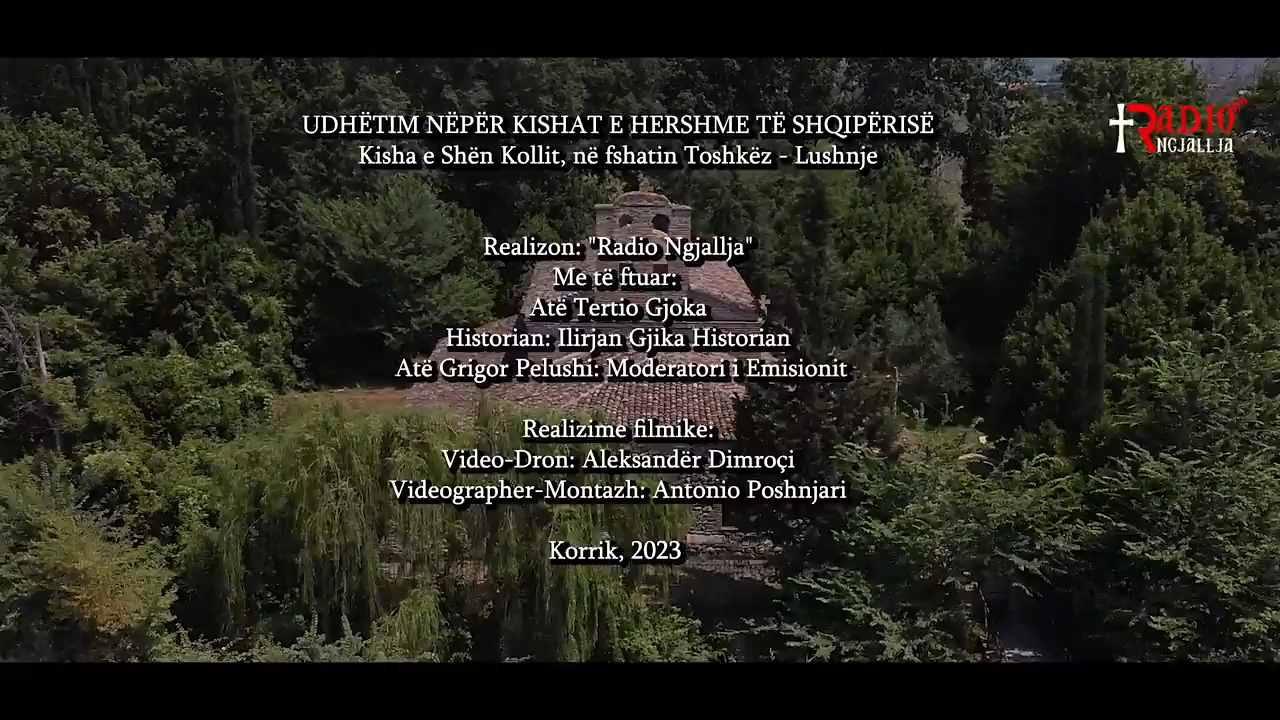 UDHËTIM NËPËR KISHAT E HERSHME TË SHQIPËRISË
Kisha e Shën Kollit, në fshatin Toshkëz - Lushnje
RADIO
NGJALLJA
Realizon: "Radio Ngjallja"
Me të ftuar:
Atë Tertio Gjoka
Historian: Ilirjan Gjika Historian
Atë Grigor Pelushi: Moderatori i Emisionit
Realizime filmike:
Video-Dron: Aleksandër Dimroçi
Videographer-Montazh: Antonio Poshnjari
Korrik, 2023